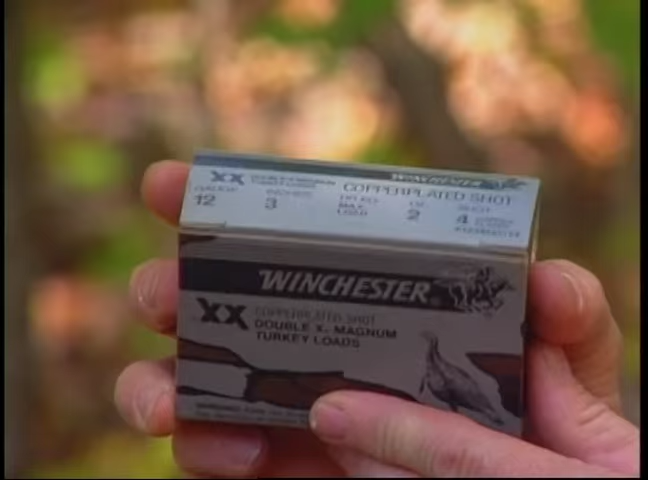 WINCHESTER
XX COPPERPLATED SHOT
GAUGE INCHES OZ SHOT
12 3 MAX LOAD 2 4
WINCHESTER
XX COPPERPLATED SHOT
DOUBLE X MAGNUM
TURKEY LOADS